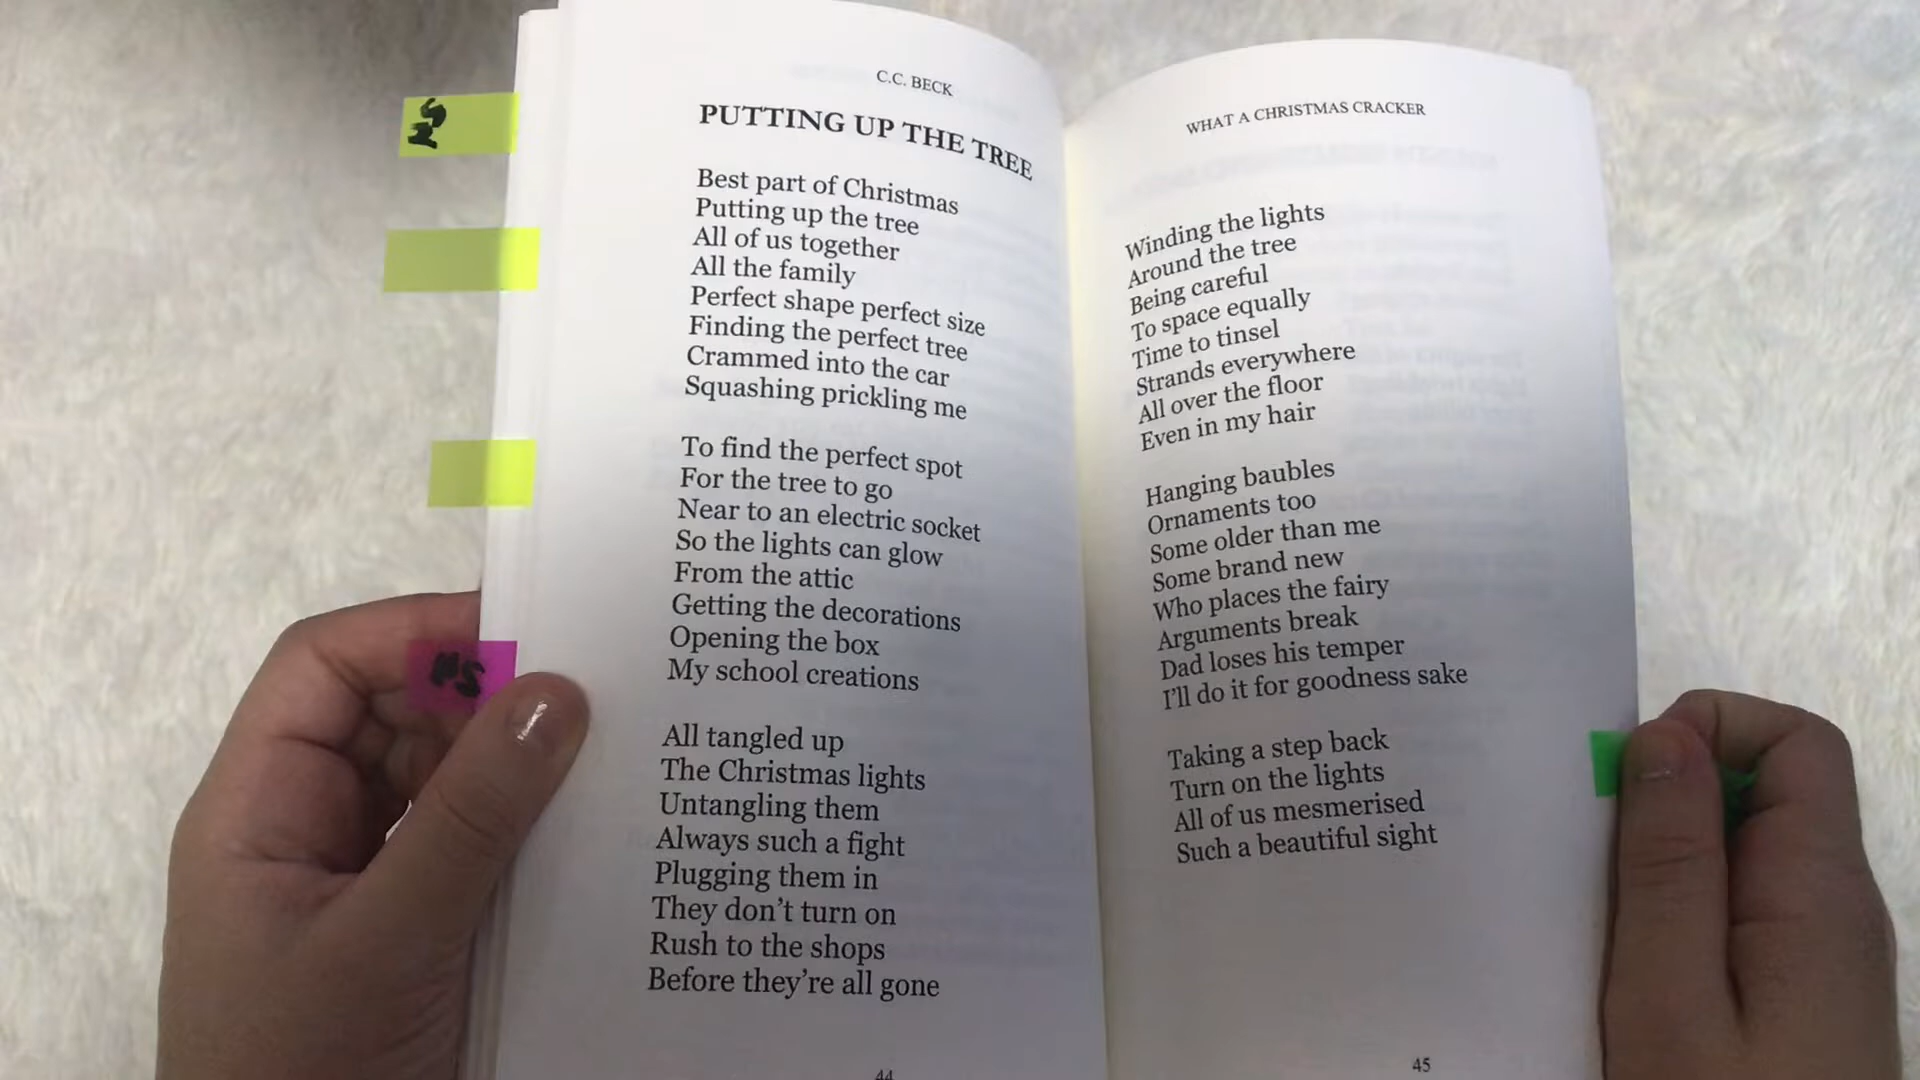 C.C. BECK
PUTTING UP THE TREE
Best part of Christmas
Putting up the tree
All of us together
All the family
Perfect shape perfect size
Finding the perfect tree
Crammed into the car
Squashing prickling me
To find the perfect spot
For the tree to go
Near to an electric socket
So the lights can glow
From the attic
Getting the decorations
Opening the box
My school creations
All tangled up
The Christmas lights
Untangling them
Always such a fight
Plugging them in
They don't turn on
Rush to the shops
Before they're all gone
44
WHAT A CHRISTMAS CRACKER
Winding the lights
Around the tree
Being careful
To space equally
Time to tinsel
Strands everywhere
All over the floor
Even in my hair
Hanging baubles
Ornaments too
Some older than me
Some brand new
Who places the fairy
Arguments break
Dad loses his temper
I'll do it for goodness sake
Taking a step back
Turn on the lights
All of us mesmerised
Such a beautiful sight
45